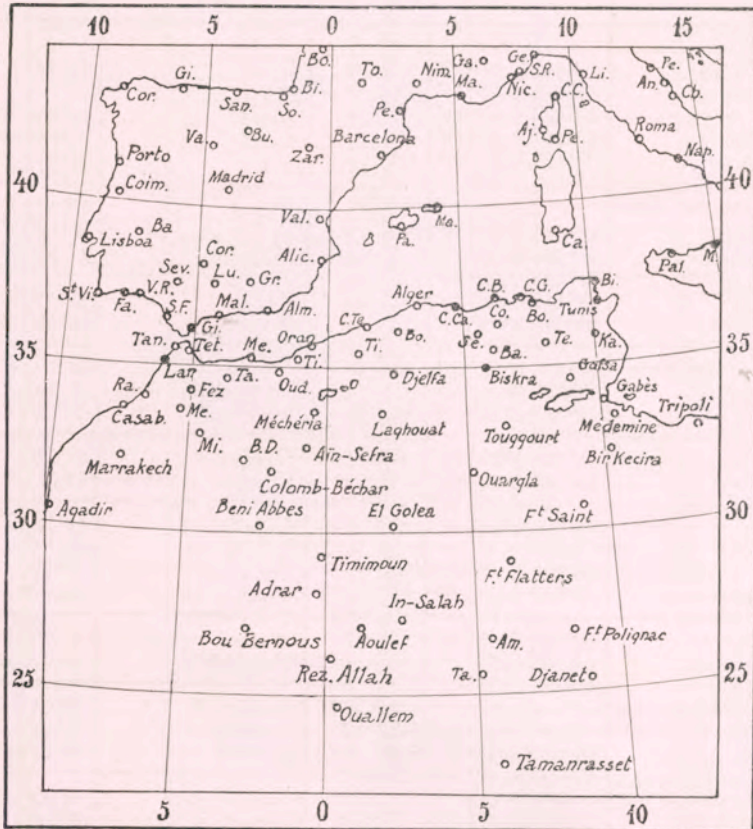 10 5 0 5 10 15
Bo. Ga. Ge. Pe.
Gi. Bi. To. Nim. Ma. Nic. S.R. Li. An.
Cor. San. So. Pe. C.C. Cb.
Va. Bu. Zar. Barcelona Aj. Pe. Roma
Porto Nap.
40 Coim. Madrid 40
Ba Val. Ma.
Lisboa Cor. Alic. Pa. Ca. Pal. M.
Sev. Lu. Gr. C.B. C.G. Bi.
St Vi. Fa. V.R. S.F. Mal. Alm. Alger C.Ca. Co. Bo. Tunis
Gi. C.Te.
Tan. Tet. Me. Oran Ti. Bo. Sé. Ba. Te. Ka.
35 Lar. Ta. Oud. Ti. Djelfa Biskra Gafsa 35
Ra. Fez Gabès
Casab. Me. Méchéria Laghouat Touggourt Médemine Tripoli
Mi. B.D. Aïn-Sefra Bir Kecira
Marrakech Colomb-Béchar Ouargla
Agadir Beni Abbes El Golea Ft Saint
30 30
Timimoun Ft Flatters
Adrar In-Salah
Bou Bernous Aoulef Am. Ft Polignac
25 Rez. Allah Ta. Djanet 25
Ouallem
Tamanrasset
5 0 5 10